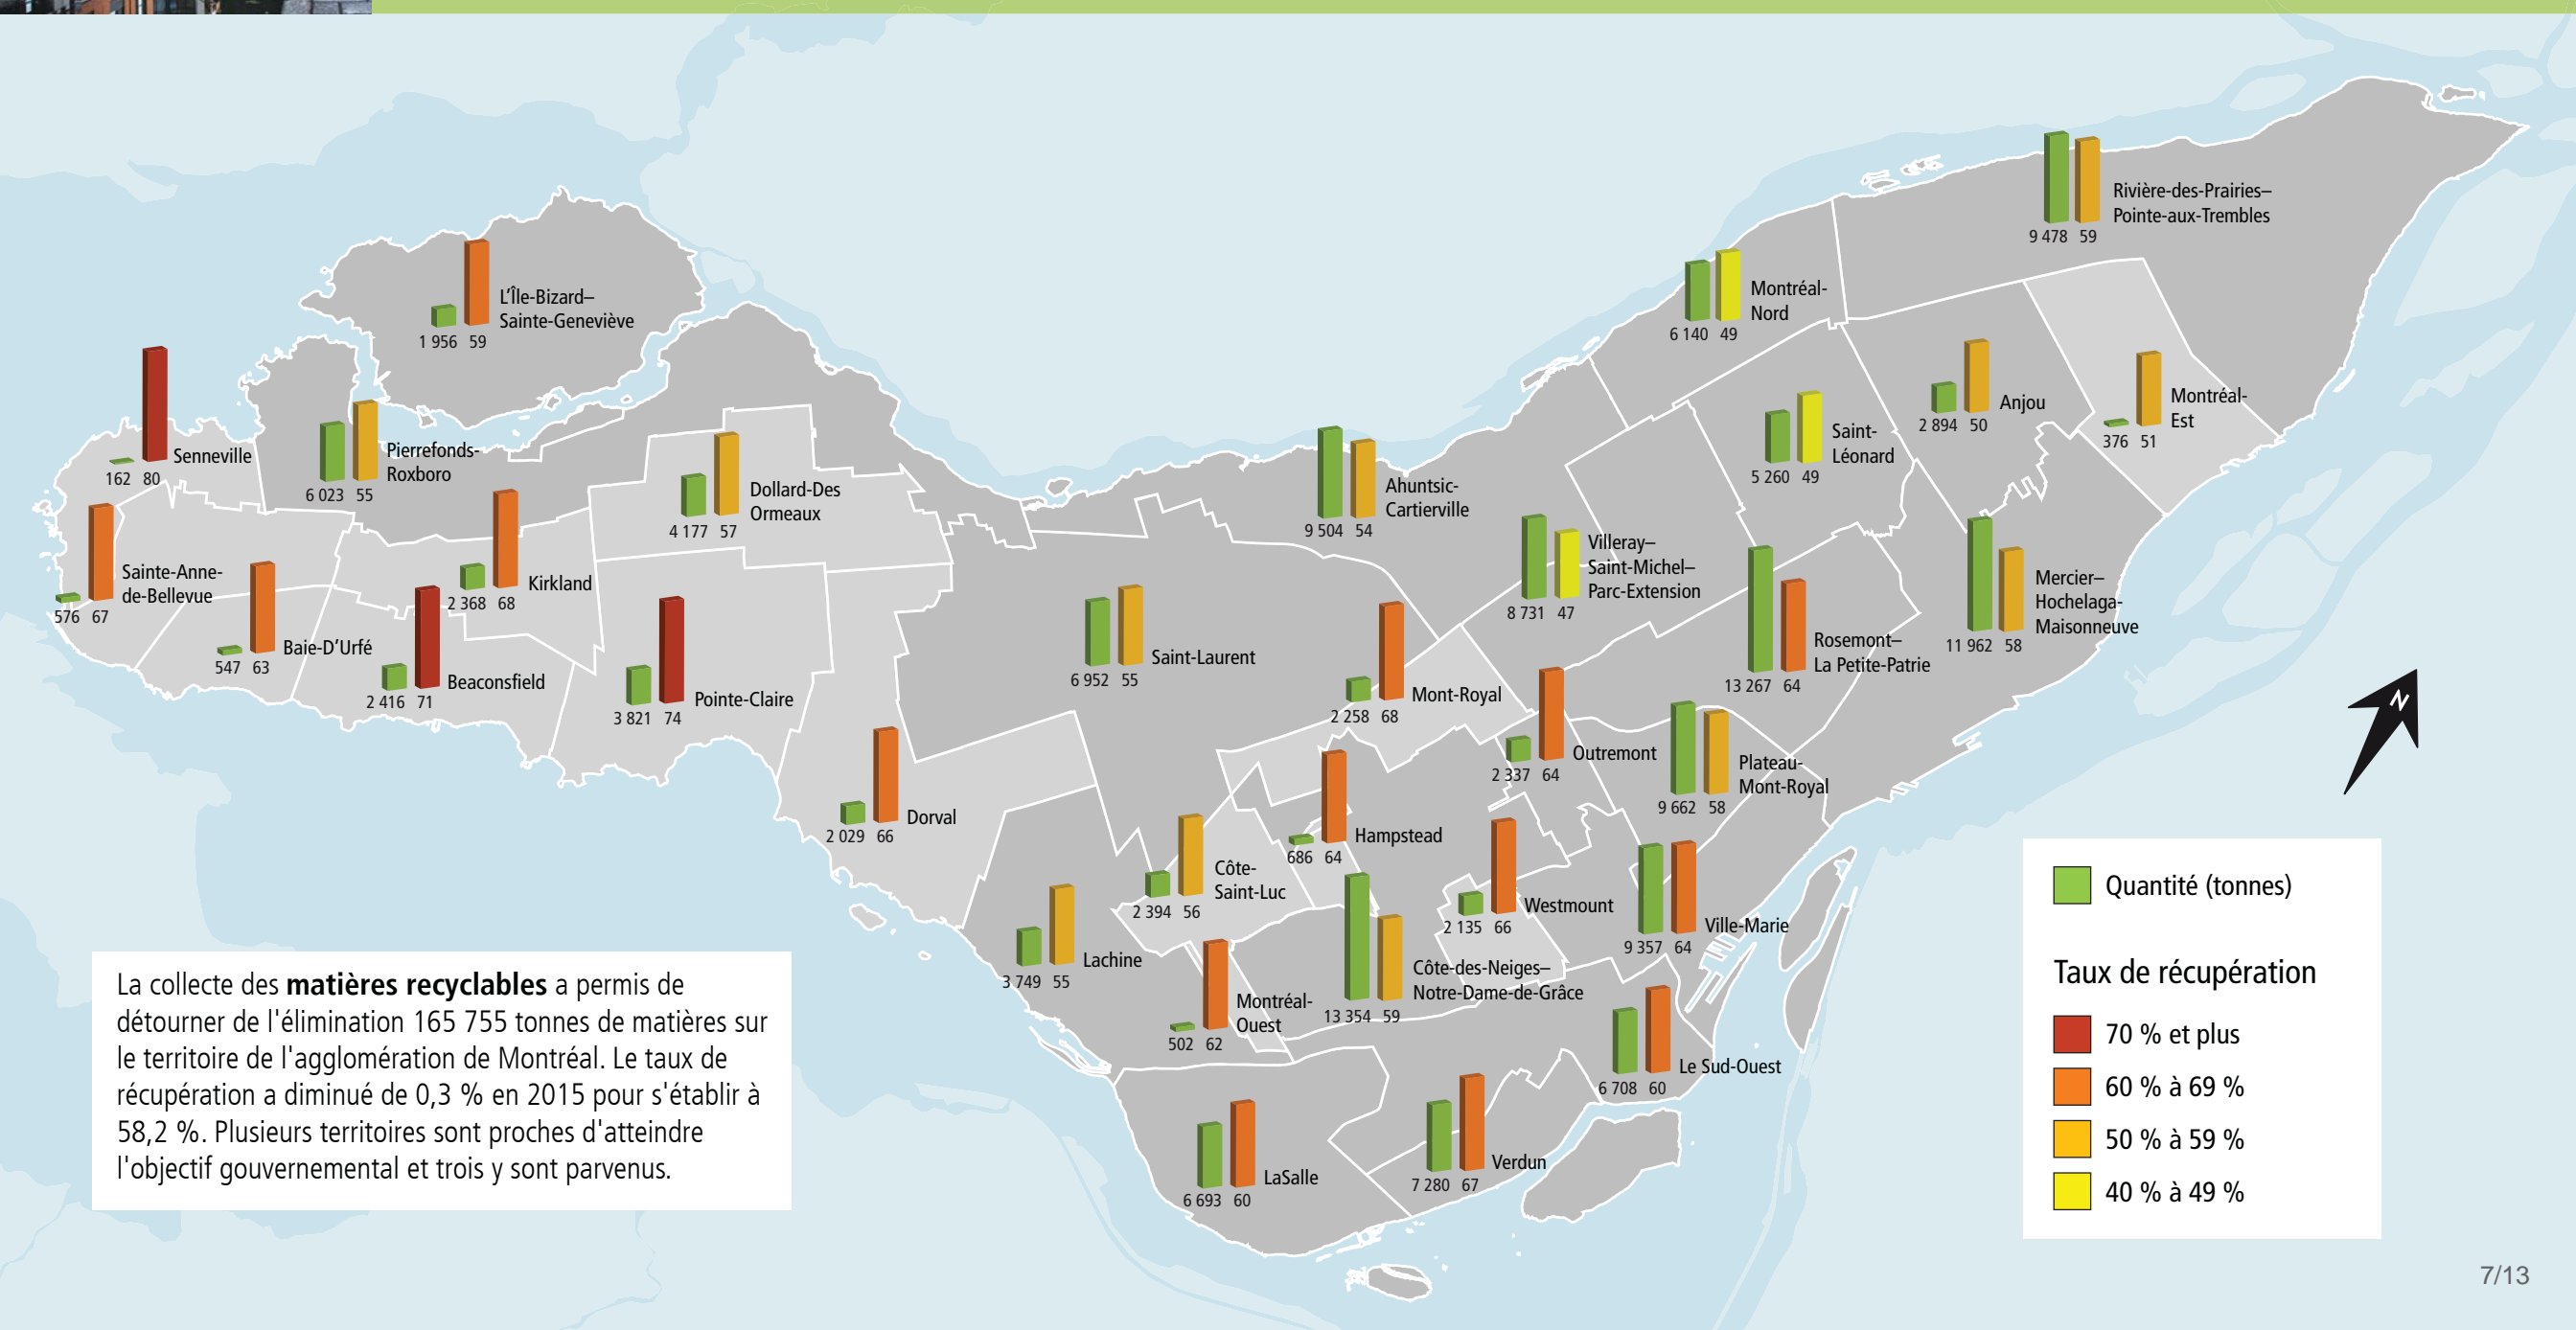 Rivière-des-Prairies–
Pointe-aux-Trembles
9 478 59
Montréal-
Nord
6 140 49
L'Île-Bizard–
Sainte-Geneviève
1 956 59
Senneville
162 80
Pierrefonds-
Roxboro
6 023 55
Dollard-Des
Ormeaux
4 177 57
Ahuntsic-
Cartierville
9 504 54
Saint-
Léonard
5 260 49
Anjou
2 894 50
Montréal-
Est
376 51
Sainte-Anne-
de-Bellevue
576 67
Baie-D'Urfé
547 63
Kirkland
2 368 68
Beaconsfield
2 416 71
Pointe-Claire
3 821 74
Saint-Laurent
6 952 55
Villeray–
Saint-Michel–
Parc-Extension
8 731 47
Mercier–
Hochelaga-
Maisonneuve
11 962 58
Rosemont–
La Petite-Patrie
13 267 64
Mont-Royal
2 258 68
Outremont
2 337 64
Plateau-
Mont-Royal
9 662 58
Dorval
2 029 66
Hampstead
686 64
Côte-
Saint-Luc
2 394 56
Westmount
2 135 66
Ville-Marie
9 357 64
Lachine
3 749 55
Côte-des-Neiges–
Notre-Dame-de-Grâce
13 354 59
Montréal-
Ouest
502 62
Le Sud-Ouest
6 708 60
LaSalle
6 693 60
Verdun
7 280 67
La collecte des matières recyclables a permis de
détourner de l'élimination 165 755 tonnes de matières sur
le territoire de l'agglomération de Montréal. Le taux de
récupération a diminué de 0,3 % en 2015 pour s'établir à
58,2 %. Plusieurs territoires sont proches d'atteindre
l'objectif gouvernemental et trois y sont parvenus.
N
Quantité (tonnes)
Taux de récupération
70 % et plus
60 % à 69 %
50 % à 59 %
40 % à 49 %
7/13